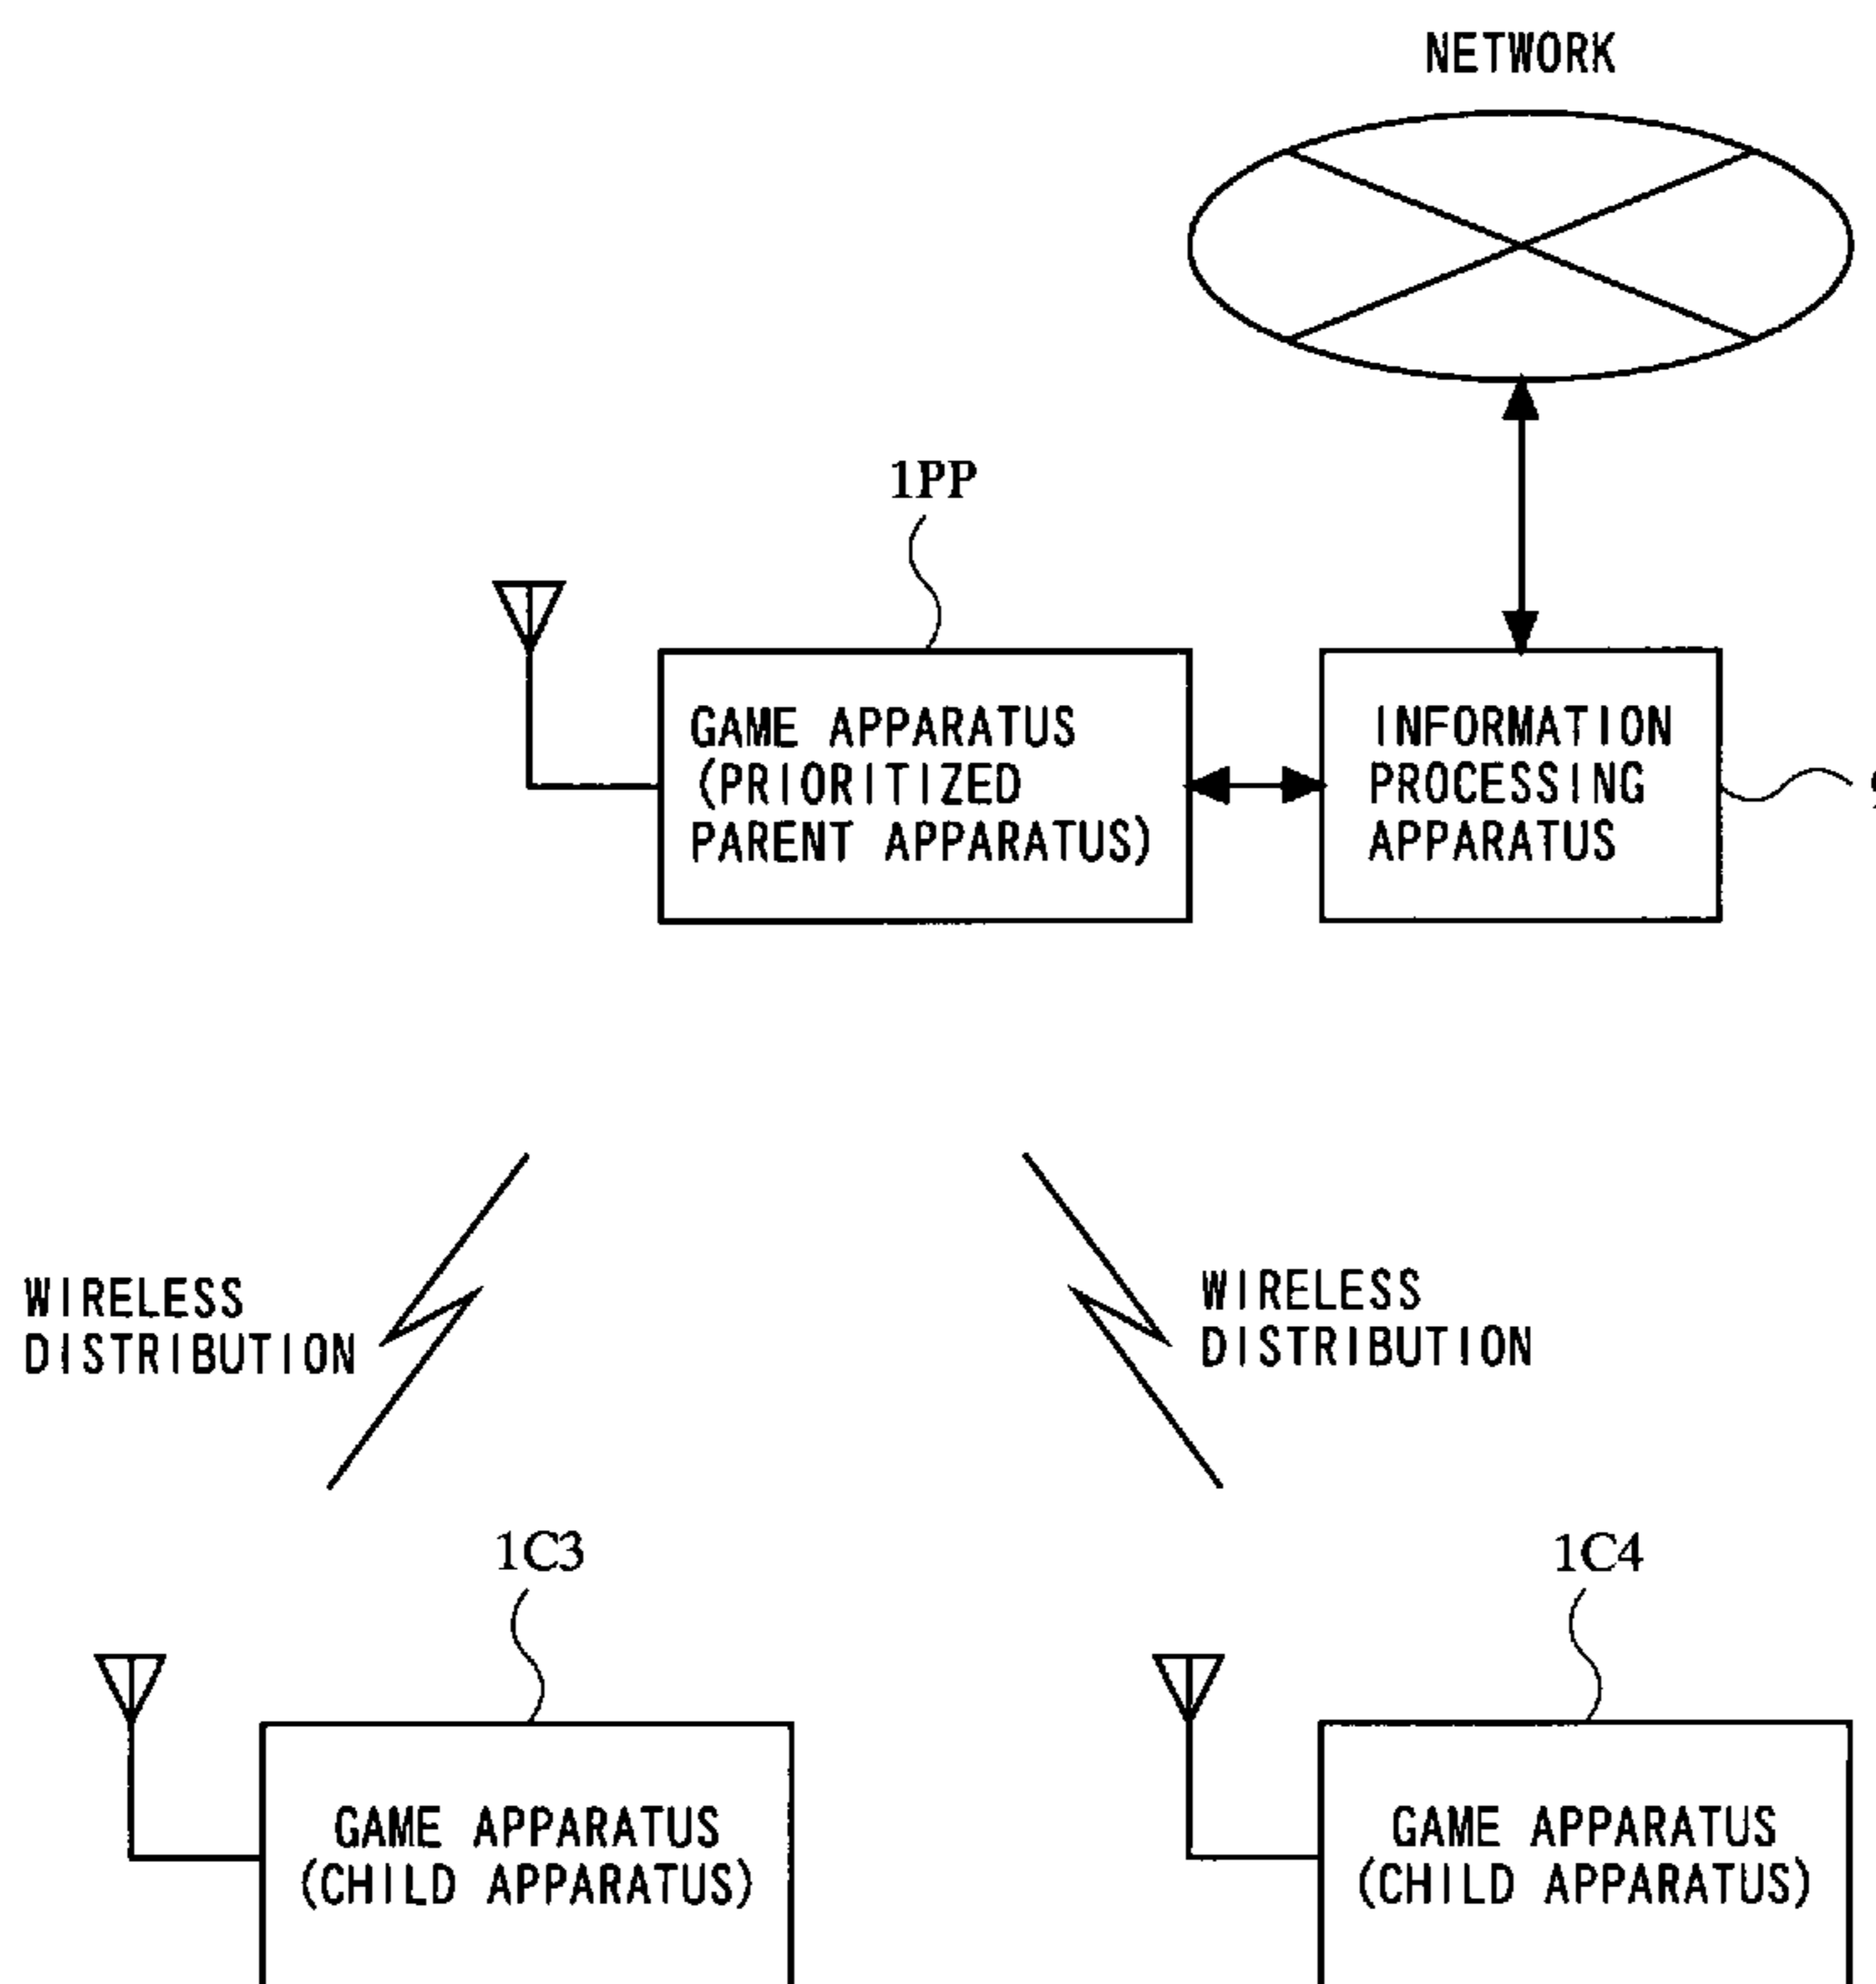 NETWORK
1PP
GAME APPARATUS
(PRIORITIZED
PARENT APPARATUS)
INFORMATION
PROCESSING
APPARATUS
WIRELESS
DISTRIBUTION
WIRELESS
DISTRIBUTION
1C3
1C4
GAME APPARATUS
(CHILD APPARATUS)
GAME APPARATUS
(CHILD APPARATUS)